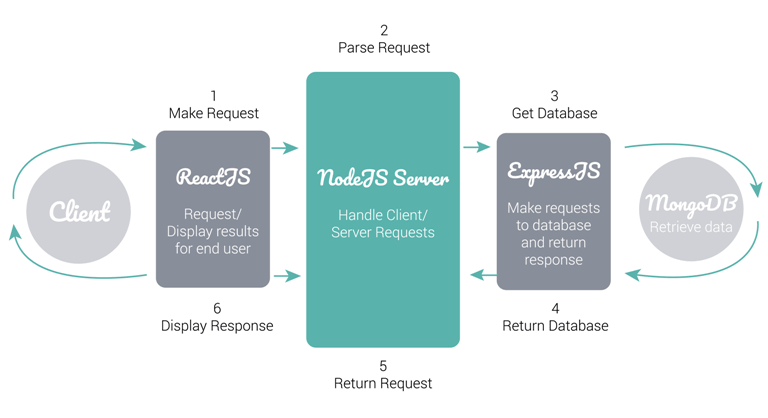 2
Parse Request
1
Make Request
3
Get Database
Client
ReactJS
Request/
Display results
for end user
NodeJS Server
Handle Client/
Server Requests
ExpressJS
Make requests
to database
and return
response
MongoDB
Retrieve data
6
Display Response
4
Return Database
5
Return Request